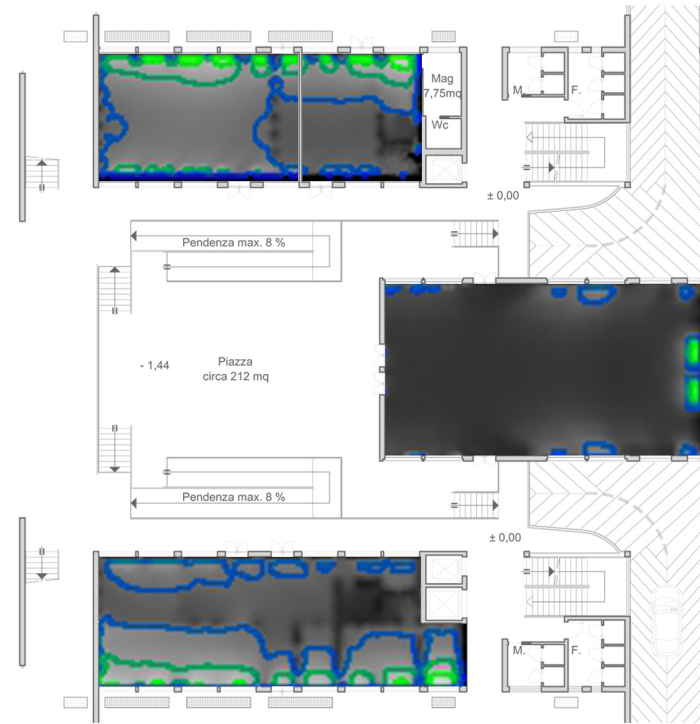 Mag
7,75mq
Wc
M.
F.
± 0,00
Pendenza max. 8 %
- 1,44
Piazza
circa 212 mq
Pendenza max. 8 %
± 0,00
M.
F.